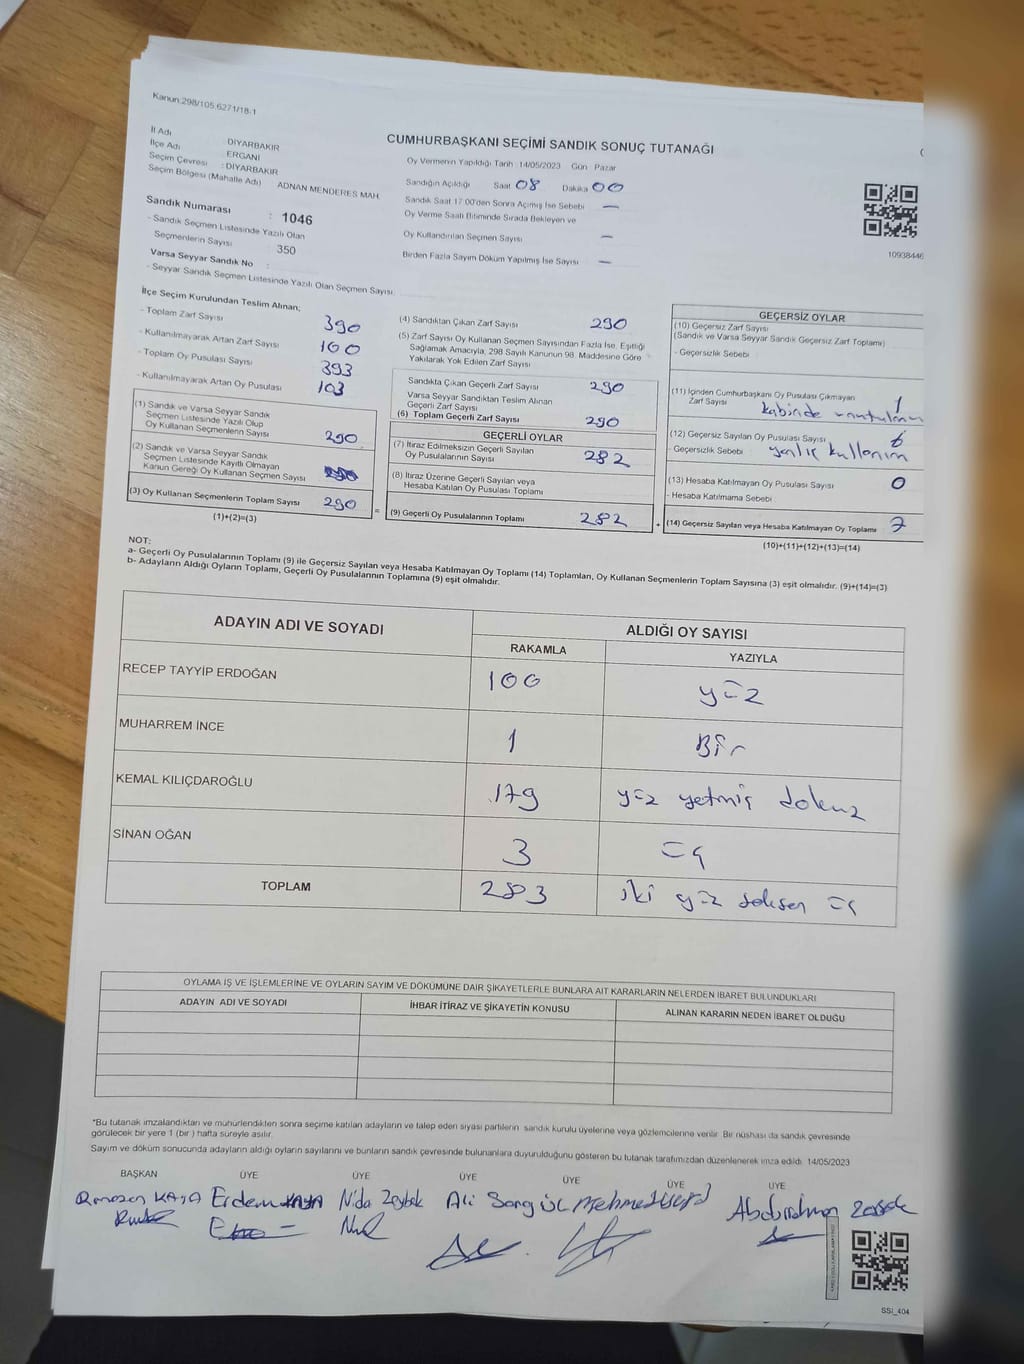 Kanun:298/105,6271/18-1
CUMHURBAŞKANI SEÇİMİ SANDIK SONUÇ TUTANAĞI
İl Adı DİYARBAKIR
İlçe Adı ERGANİ
Seçim Çevresi : DİYARBAKIR
Seçim Bölgesi (Mahalle Adı) ADNAN MENDERES MAH.
Sandık Numarası : 1046
- Sandık Seçmen Listesinde Yazılı Olan
Seçmenlerin Sayısı : 350
Varsa Seyyar Sandık No :
- Seyyar Sandık Seçmen Listesinde Yazılı Olan Seçmen Sayısı
Oy Vermenin Yapıldığı Tarih : 14/05/2023 Gün : Pazar
Sandığın Açıldığı Saat 08 Dakika 00
Sandık Saat 17:00'den Sonra Açılmış İse Sebebi —
Oy Verme Saati Bitiminde Sırada Bekleyen ve
Oy Kullandırılan Seçmen Sayısı —
Birden Fazla Sayım Döküm Yapılmış İse Sayısı —
10938446
İlçe Seçim Kurulundan Teslim Alınan;
- Toplam Zarf Sayısı 390
- Kullanılmayarak Artan Zarf Sayısı 100
- Toplam Oy Pusulası Sayısı 393
- Kullanılmayarak Artan Oy Pusulası 103
(1) Sandık ve Varsa Seyyar Sandık
Seçmen Listesinde Yazılı Olup
Oy Kullanan Seçmenlerin Sayısı 290
(2) Sandık ve Varsa Seyyar Sandık
Seçmen Listesinde Kayıtlı Olmayan
Kanun Gereği Oy Kullanan Seçmen Sayısı
(3) Oy Kullanan Seçmenlerin Toplam Sayısı 290
(1)+(2)=(3)
(4) Sandıktan Çıkan Zarf Sayısı 290
(5) Zarf Sayısı Oy Kullanan Seçmen Sayısından Fazla İse, Eşitliği
Sağlamak Amacıyla, 298 Sayılı Kanunun 98. Maddesine Göre
Yakılarak Yok Edilen Zarf Sayısı
Sandıkta Çıkan Geçerli Zarf Sayısı 290
Varsa Seyyar Sandıktan Teslim Alınan
Geçerli Zarf Sayısı
(6) Toplam Geçerli Zarf Sayısı 290
GEÇERLİ OYLAR
(7) İtiraz Edilmeksizin Geçerli Sayılan
Oy Pusulalarının Sayısı 282
(8) İtiraz Üzerine Geçerli Sayılan veya
Hesaba Katılan Oy Pusulası Toplamı
= (9) Geçerli Oy Pusulalarının Toplamı 282 +
GEÇERSİZ OYLAR
(10) Geçersiz Zarf Sayısı
(Sandık ve Varsa Seyyar Sandık Geçersiz Zarf Toplamı)
- Geçersizlik Sebebi
(11) İçinden Cumhurbaşkanı Oy Pusulası Çıkmayan
Zarf Sayısı 1
kabinde
(12) Geçersiz Sayılan Oy Pusulası Sayısı 6
- Geçersizlik Sebebi yanlış kullanım
(13) Hesaba Katılmayan Oy Pusulası Sayısı 0
- Hesaba Katılmama Sebebi
(14) Geçersiz Sayılan veya Hesaba Katılmayan Oy Toplamı 7
(10)+(11)+(12)+(13)=(14)
NOT:
a- Geçerli Oy Pusulalarının Toplamı (9) ile Geçersiz Sayılan veya Hesaba Katılmayan Oy Toplamı (14) Toplamları, Oy Kullanan Seçmenlerin Toplam Sayısına (3) eşit olmalıdır. (9)+(14)=(3)
b- Adayların Aldığı Oyların Toplamı, Geçerli Oy Pusulalarının Toplamına (9) eşit olmalıdır.
ADAYIN ADI VE SOYADI ALDIĞI OY SAYISI
RAKAMLA YAZIYLA
RECEP TAYYİP ERDOĞAN 100 yüz
MUHARREM İNCE 1 Bir
KEMAL KILIÇDAROĞLU 179 yüz yetmiş dokuz
SİNAN OĞAN 3 üç
TOPLAM 283 iki yüz seksen üç
OYLAMA İŞ VE İŞLEMLERİNE VE OYLARIN SAYIM VE DÖKÜMÜNE DAİR ŞİKAYETLERLE BUNLARA AİT KARARLARIN NELERDEN İBARET BULUNDUKLARI
ADAYIN ADI VE SOYADI İHBAR İTİRAZ VE ŞİKAYETİN KONUSU ALINAN KARARIN NEDEN İBARET OLDUĞU
*Bu tutanak imzalandıktan ve mühürlendikten sonra seçime katılan adayların ve talep eden siyasi partilerin sandık kurulu üyelerine veya gözlemcilerine verilir. Bir nüshası da sandık çevresinde
görülecek bir yere 1 (bir) hafta süreyle asılır.
Sayım ve döküm sonucunda adayların aldığı oyların sayılarını ve bunların sandık çevresinde bulunanlara duyurulduğunu gösteren bu tutanak tarafımızdan düzenlenerek imza edildi. 14/05/2023
BAŞKAN ÜYE ÜYE ÜYE ÜYE ÜYE ÜYE
Ramazan KAYA Erdem KAYA Nida Zeybek Ali Songül Mehmet Abdurrahman
SSI_404